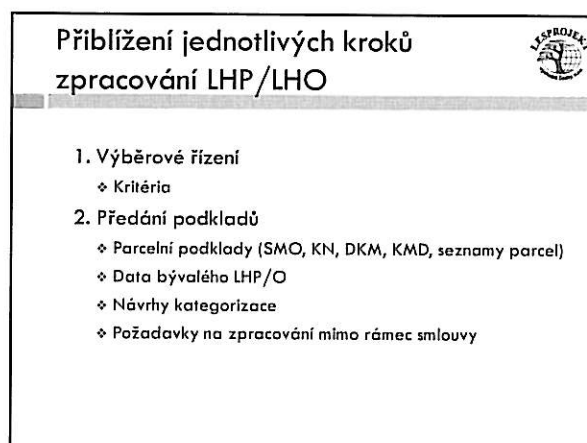 Přiblížení jednotlivých kroků
zpracování LHP/LHO
LESPROJEKT
1. Výběrové řízení
❖ Kritéria
2. Předání podkladů
❖ Parcelní podklady (SMO, KN, DKM, KMD, seznamy parcel)
❖ Data bývalého LHP/O
❖ Návrhy kategorizace
❖ Požadavky na zpracování mimo rámec smlouvy